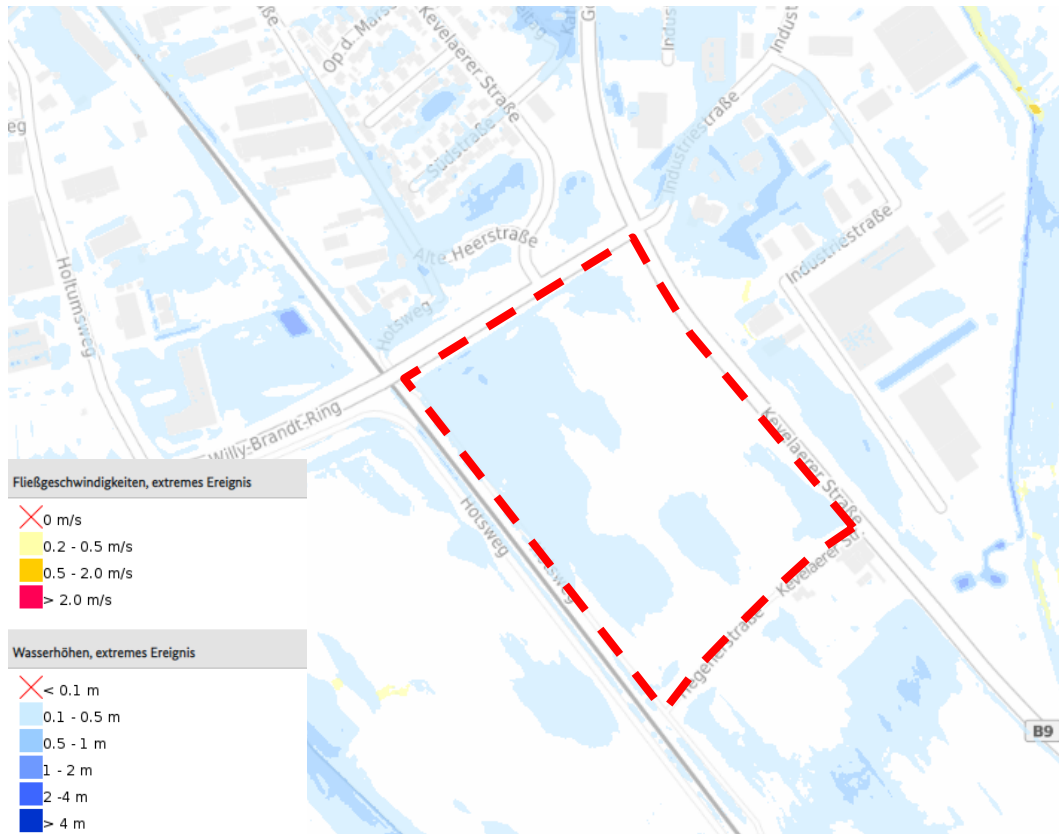 Op.d. Mars
Kevelaerer Straße
Südstraße
Alte Heerstraße
Hotsweg
Holtumsweg
Willy-Brandt-Ring
Industriestraße
Industriestraße
Kevelaerer Straße
Hotsweg
Hegenerstraße
B9
Fließgeschwindigkeiten, extremes Ereignis
0 m/s
0.2 - 0.5 m/s
0.5 - 2.0 m/s
> 2.0 m/s
Wasserhöhen, extremes Ereignis
< 0.1 m
0.1 - 0.5 m
0.5 - 1 m
1 - 2 m
2 -4 m
> 4 m